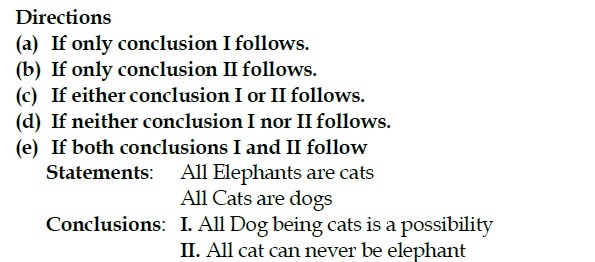 Directions
(a) If only conclusion I follows.
(b) If only conclusion II follows.
(c) If either conclusion I or II follows.
(d) If neither conclusion I nor II follows.
(e) If both conclusions I and II follow
Statements: All Elephants are cats
All Cats are dogs
Conclusions: I. All Dog being cats is a possibility
II. All cat can never be elephant